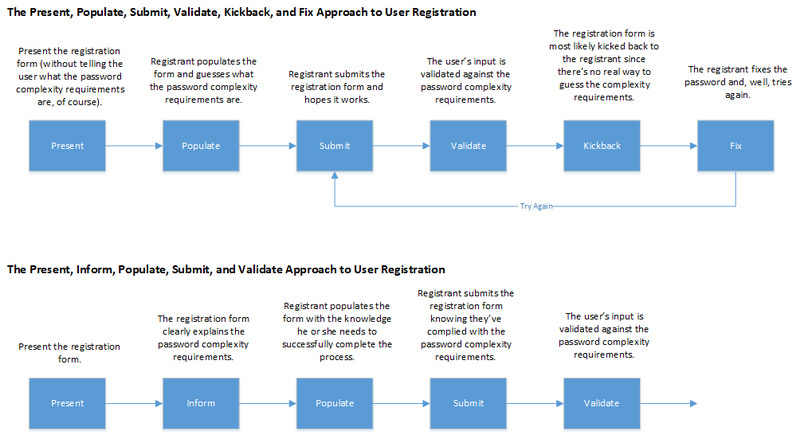 The Present, Populate, Submit, Validate, Kickback, and Fix Approach to User Registration
Present the registration
form (without telling the
user what the password
complexity requirements
are, of course).
Registrant populates the
form and guesses what
the password complexity
requirements are.
Registrant submits the
registration form and
hopes it works.
The user's input is
validated against the
password complexity
requirements.
The registration form is
most likely kicked back to
the registrant since
there's no real way to
guess the complexity
requirements.
The registrant fixes the
password and, well, tries
again.
Present
Populate
Submit
Validate
Kickback
Fix
Try Again
The Present, Inform, Populate, Submit, and Validate Approach to User Registration
Present the registration
form.
The registration form
clearly explains the
password complexity
requirements.
Registrant populates the
form with the knowledge
he or she needs to
successfully complete the
process.
Registrant submits the
registration form
knowing they've
complied with the
password complexity
requirements.
The user's input is
validated against the
password complexity
requirements.
Present
Inform
Populate
Submit
Validate